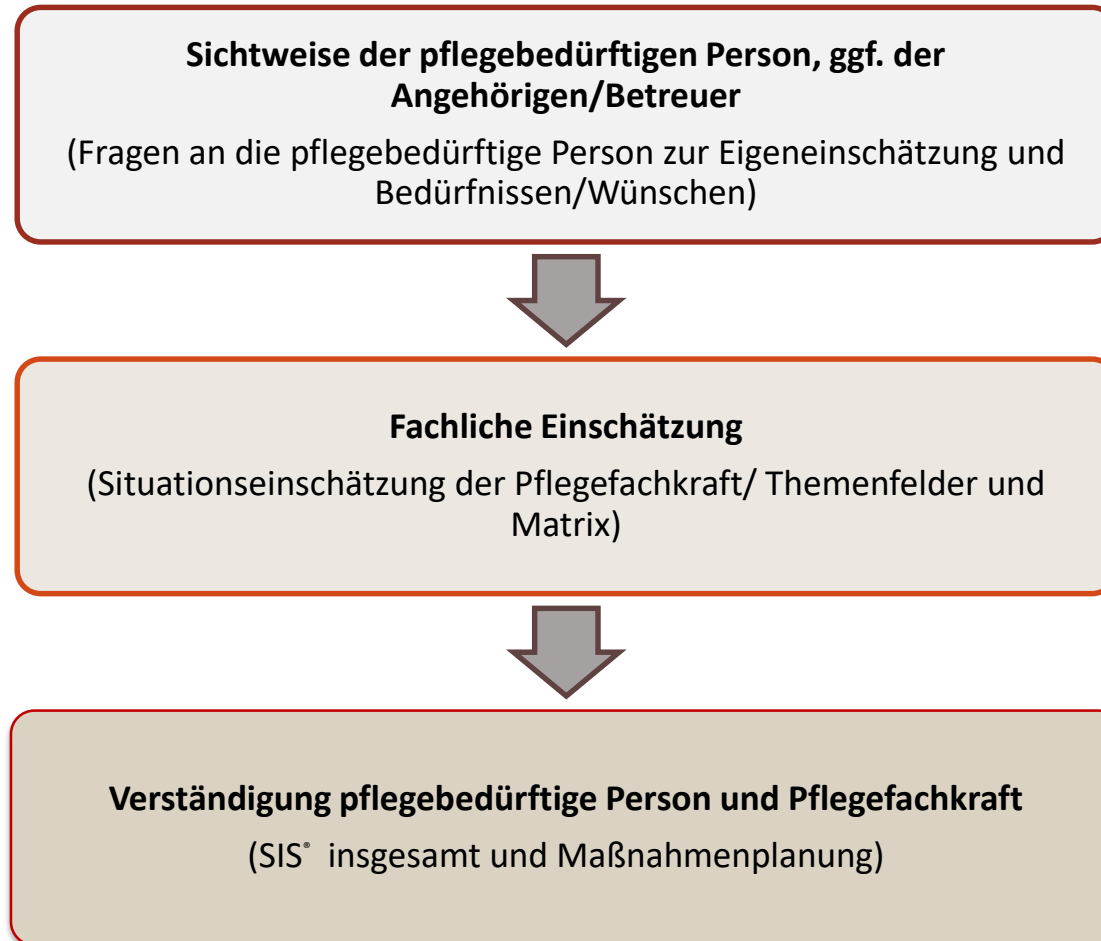 Sichtweise der pflegebedürftigen Person, ggf. der
Angehörigen/Betreuer
(Fragen an die pflegebedürftige Person zur Eigeneinschätzung und
Bedürfnissen/Wünschen)
Fachliche Einschätzung
(Situationseinschätzung der Pflegefachkraft/ Themenfelder und
Matrix)
Verständigung pflegebedürftige Person und Pflegefachkraft
(SIS® insgesamt und Maßnahmenplanung)